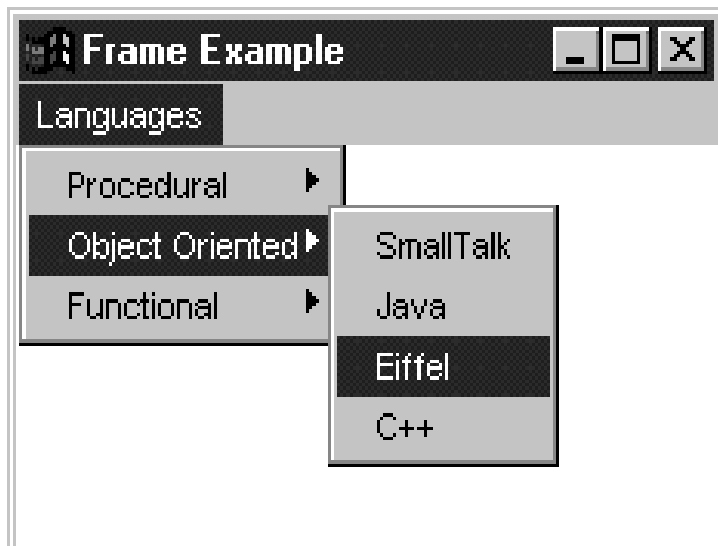 Frame Example
Languages
Procedural
Object Oriented
Functional
SmallTalk
Java
Eiffel
C++